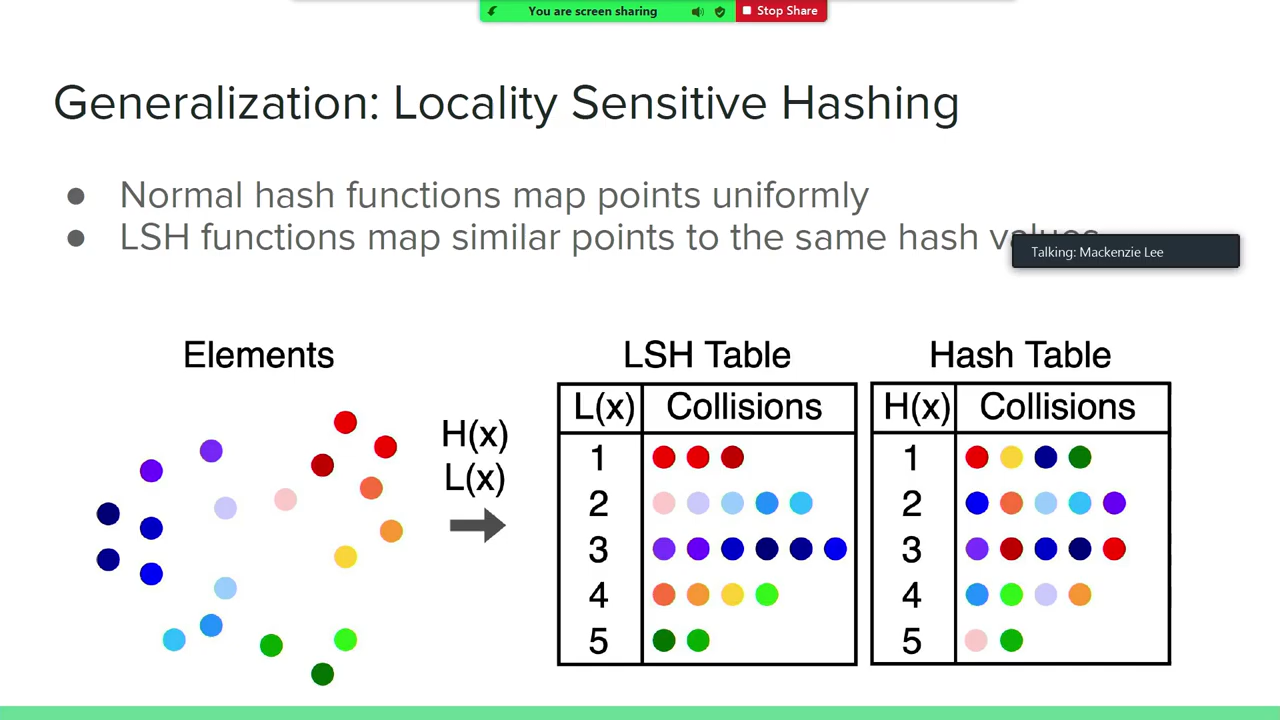 You are screen sharing
Stop Share
Generalization: Locality Sensitive Hashing
● Normal hash functions map points uniformly
● LSH functions map similar points to the same hash values
Talking: Mackenzie Lee
Elements
H(x)
L(x)
LSH Table
L(x) Collisions
1
2
3
4
5
Hash Table
H(x) Collisions
1
2
3
4
5